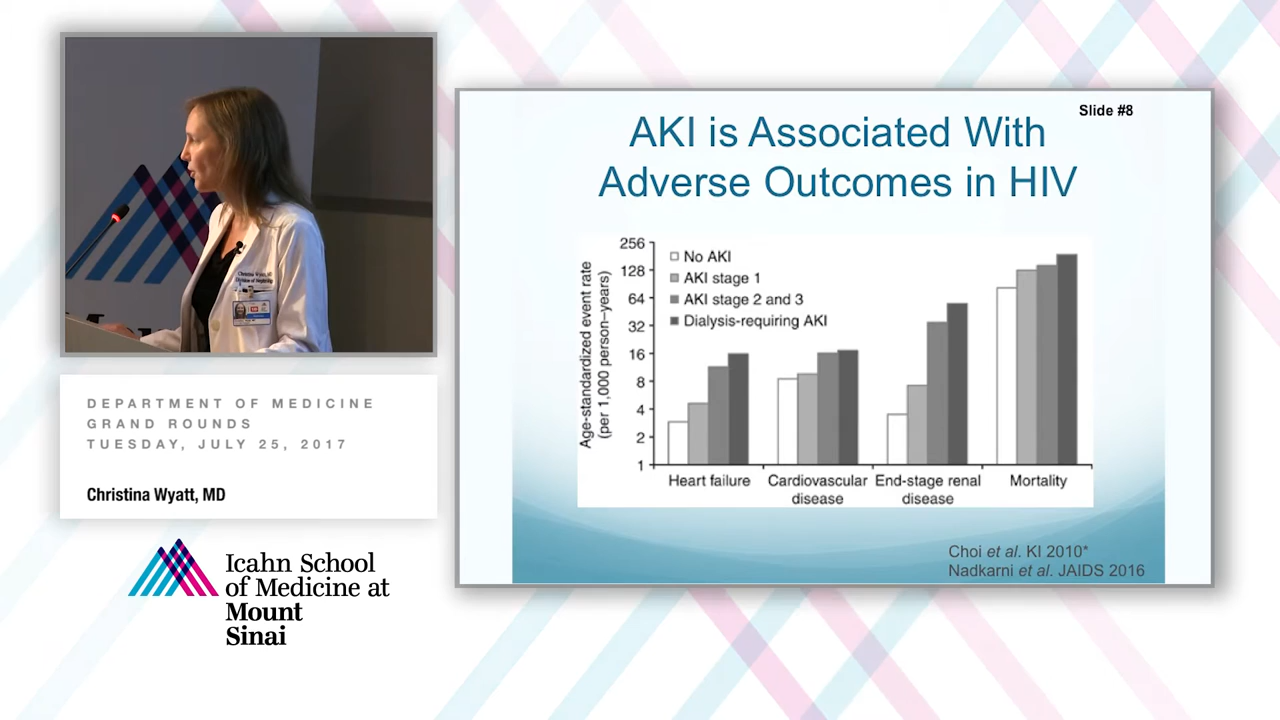 Christina Wyatt, MD
DEPARTMENT OF MEDICINE
GRAND ROUNDS
TUESDAY, JULY 25, 2017
Christina Wyatt, MD
Icahn School
of Medicine at
Mount
Sinai
Slide #8
AKI is Associated With
Adverse Outcomes in HIV
Age-standardized event rate
(per 1,000 person–years)
256
128
64
32
16
8
4
2
1
No AKI
AKI stage 1
AKI stage 2 and 3
Dialysis-requiring AKI
Heart failure
Cardiovascular
disease
End-stage renal
disease
Mortality
Choi et al. KI 2010*
Nadkarni et al. JAIDS 2016